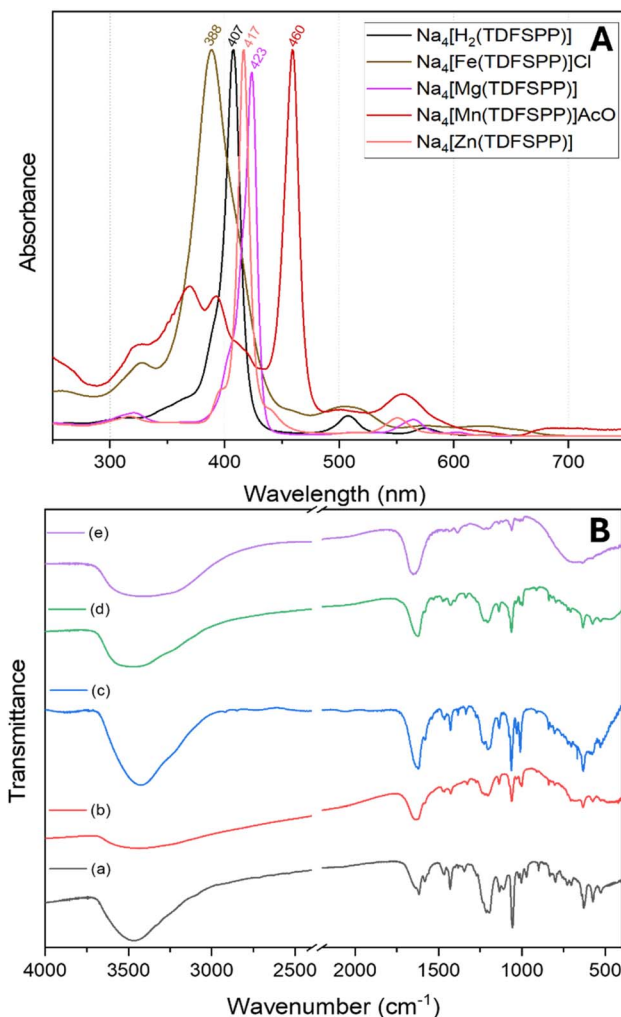 388
407
417
423
460
A
Na₄[H₂(TDFSPP)]
Na₄[Fe(TDFSPP)]Cl
Na₄[Mg(TDFSPP)]
Na₄[Mn(TDFSPP)]AcO
Na₄[Zn(TDFSPP)]
Absorbance
300 400 500 600 700
Wavelength (nm)
B
(e)
(d)
(c)
(b)
(a)
Transmittance
4000 3500 3000 2500 2000 1500 1000 500
Wavenumber (cm⁻¹)